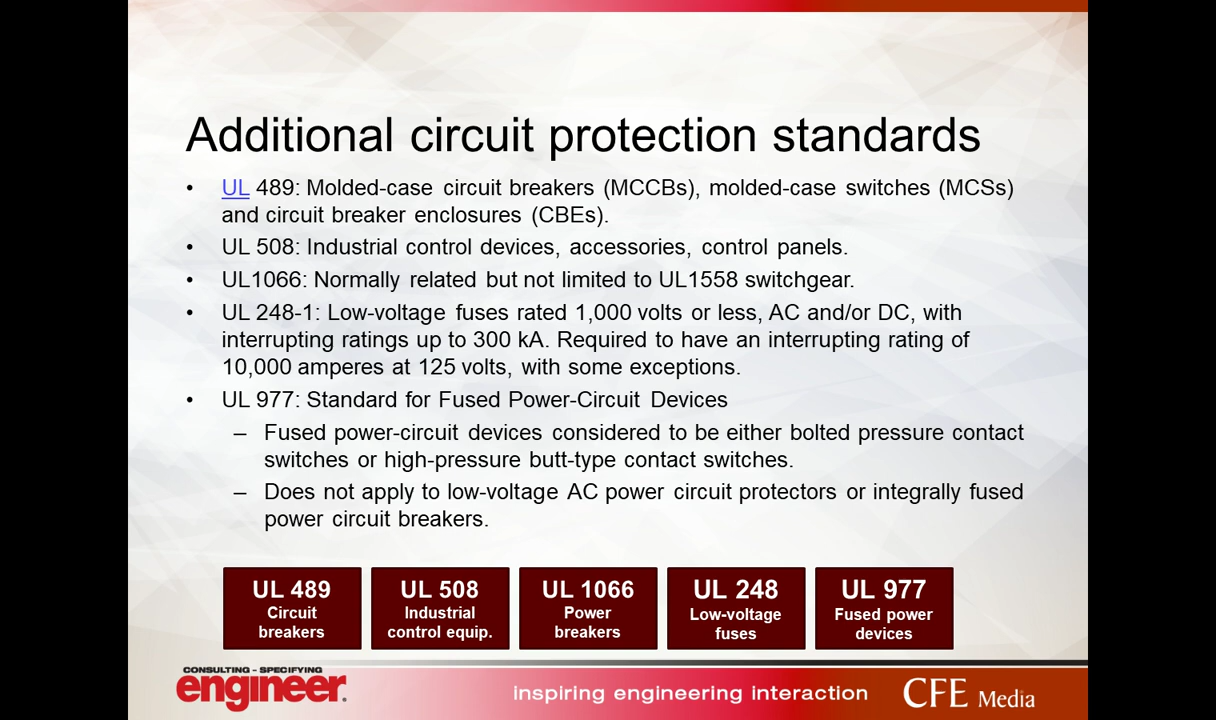 Additional circuit protection standards
• UL 489: Molded-case circuit breakers (MCCBs), molded-case switches (MCSs)
and circuit breaker enclosures (CBEs).
• UL 508: Industrial control devices, accessories, control panels.
• UL1066: Normally related but not limited to UL1558 switchgear.
• UL 248-1: Low-voltage fuses rated 1,000 volts or less, AC and/or DC, with
interrupting ratings up to 300 kA. Required to have an interrupting rating of
10,000 amperes at 125 volts, with some exceptions.
• UL 977: Standard for Fused Power-Circuit Devices
– Fused power-circuit devices considered to be either bolted pressure contact
switches or high-pressure butt-type contact switches.
– Does not apply to low-voltage AC power circuit protectors or integrally fused
power circuit breakers.
UL 489
Circuit
breakers
UL 508
Industrial
control equip.
UL 1066
Power
breakers
UL 248
Low-voltage
fuses
UL 977
Fused power
devices
CONSULTING - SPECIFYING
engineer.
inspiring engineering interaction
CFE Media